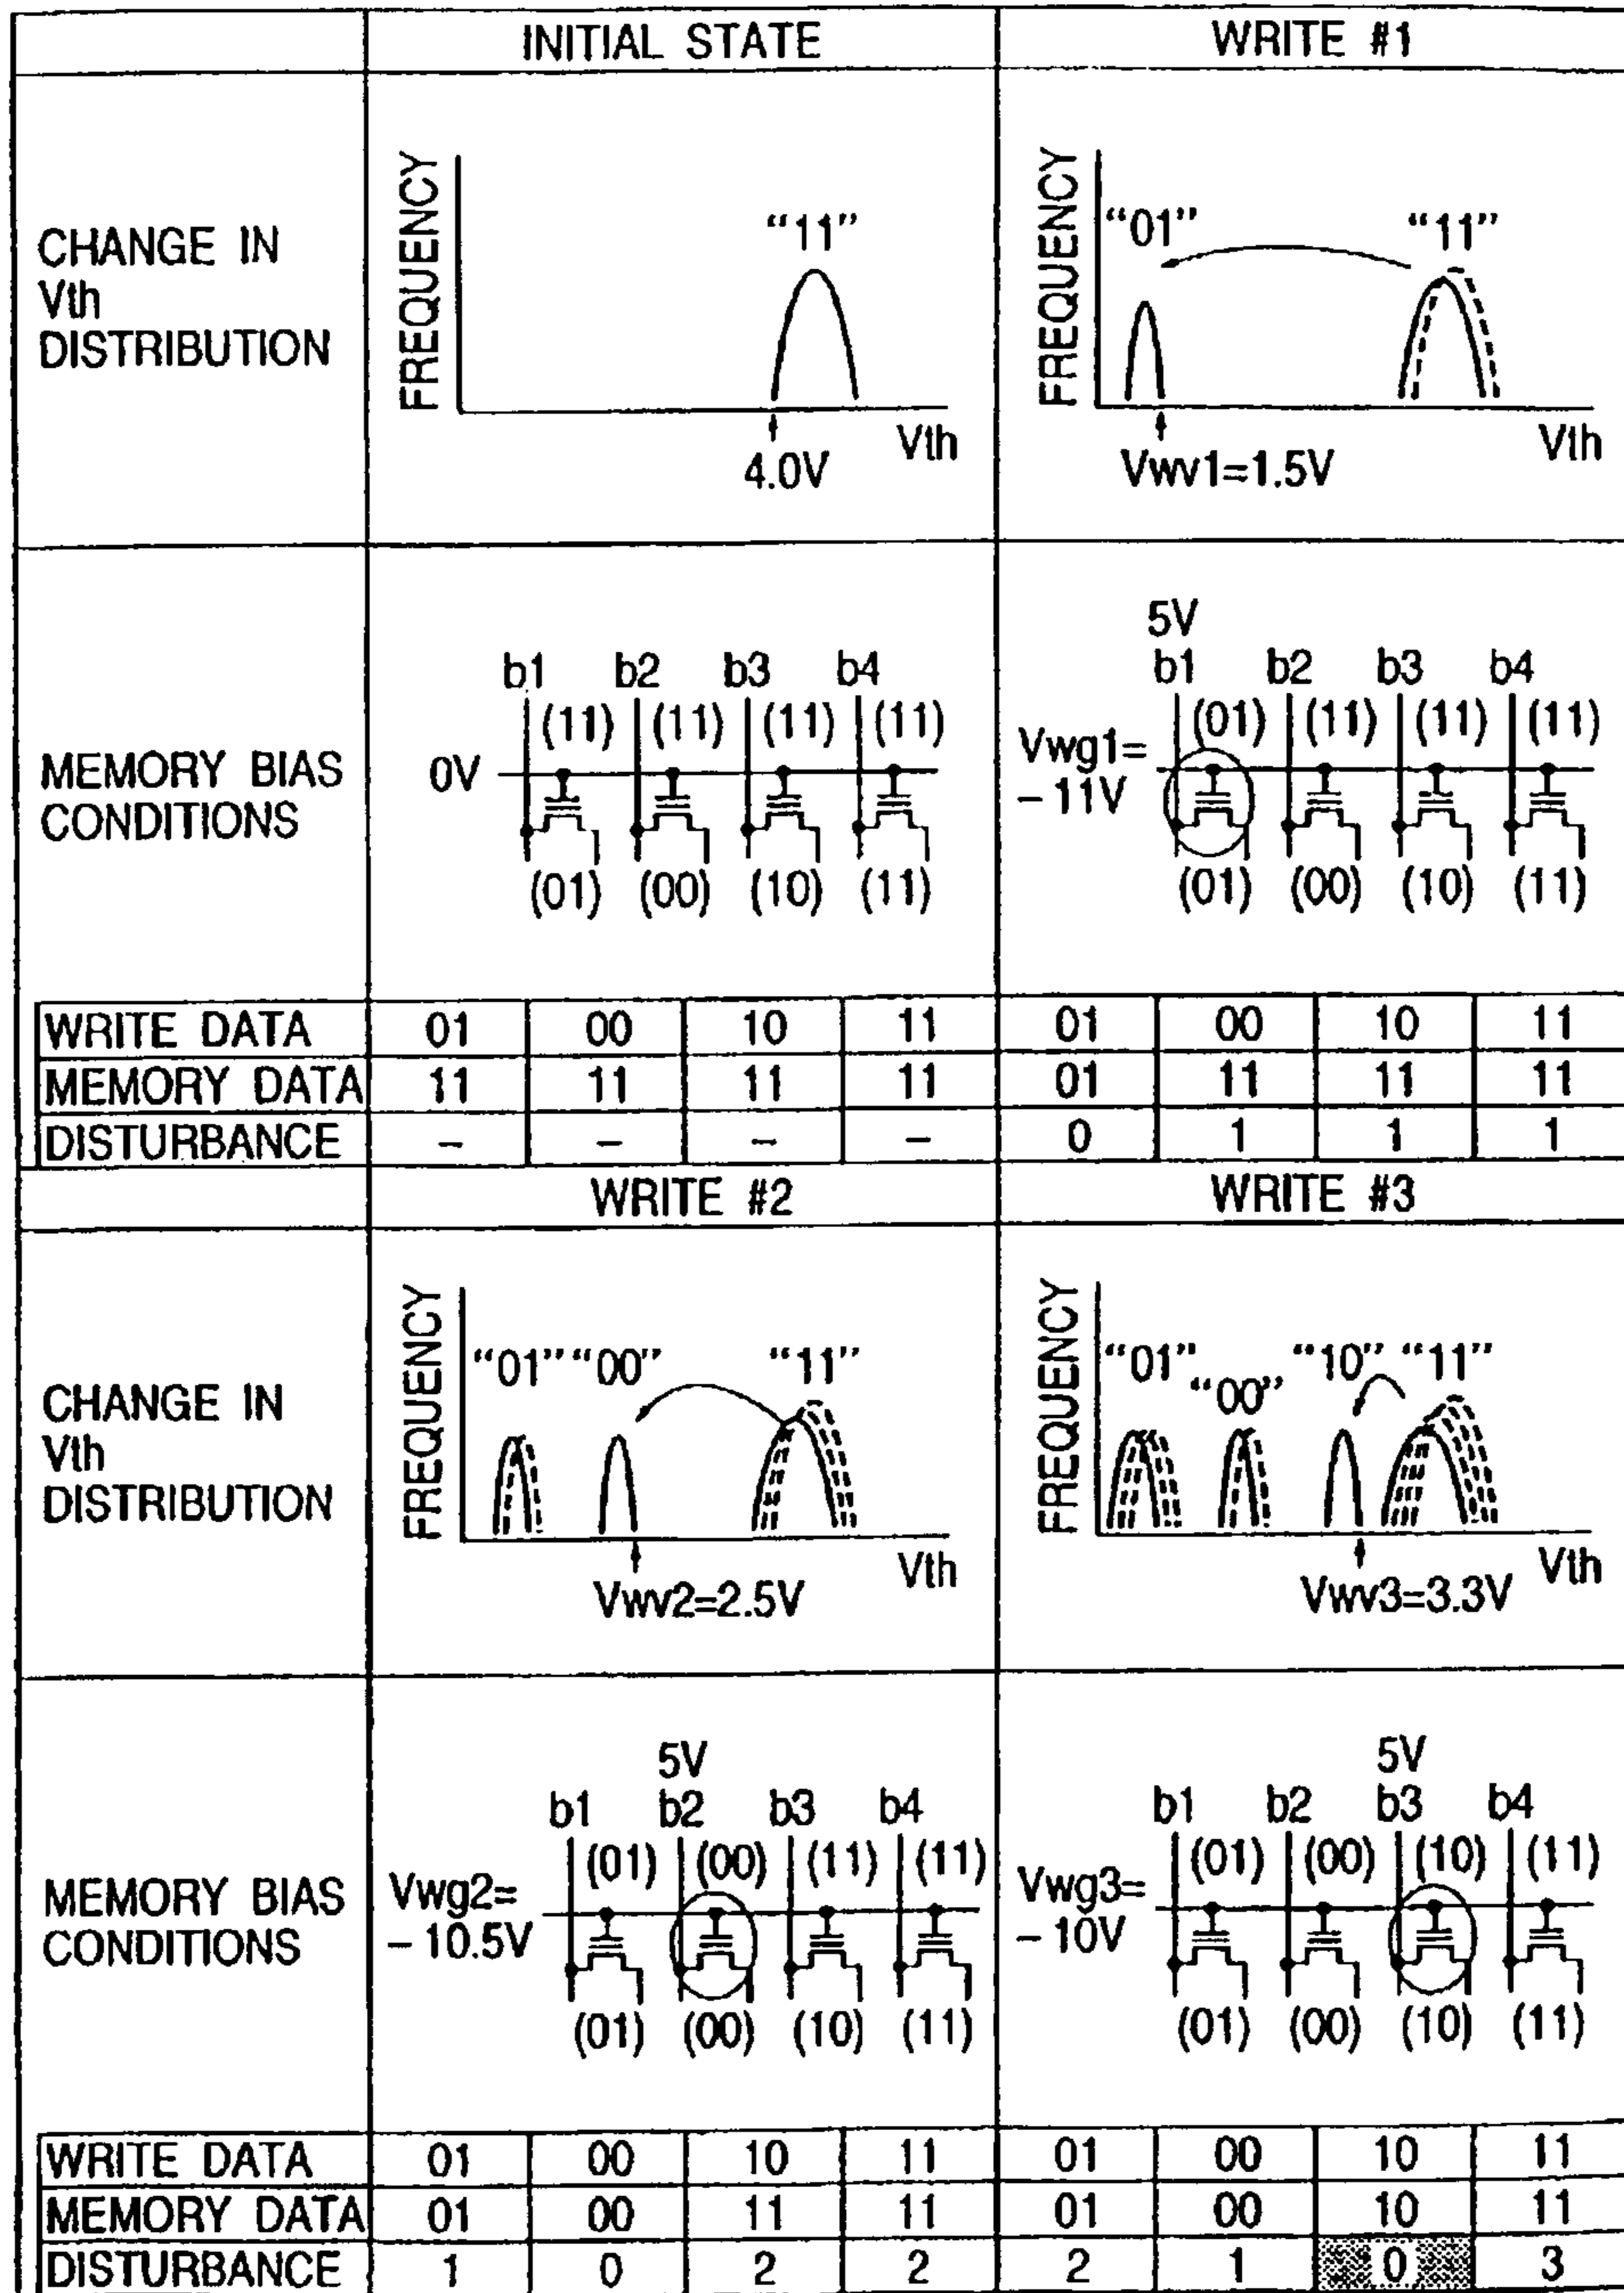 INITIAL STATE WRITE #1
CHANGE IN
Vth
DISTRIBUTION
FREQUENCY
"11"
4.0V
Vth
FREQUENCY
"01" "11"
Vwv1=1.5V
Vth
MEMORY BIAS
CONDITIONS
b1 b2 b3 b4
(11) (11) (11) (11)
0V
(01) (00) (10) (11)
5V
b1 b2 b3 b4
(01) (11) (11) (11)
Vwg1=
- 11V
(01) (00) (10) (11)
WRITE DATA 01 00 10 11 01 00 10 11
MEMORY DATA 11 11 11 11 01 11 11 11
DISTURBANCE - - - - 0 1 1 1
WRITE #2 WRITE #3
CHANGE IN
Vth
DISTRIBUTION
FREQUENCY
"01" "00" "11"
Vwv2=2.5V
Vth
FREQUENCY
"01" "00" "10" "11"
Vwv3=3.3V
Vth
MEMORY BIAS
CONDITIONS
5V
b1 b2 b3 b4
(01) (00) (11) (11)
Vwg2=
- 10.5V
(01) (00) (10) (11)
5V
b1 b2 b3 b4
(01) (00) (10) (11)
Vwg3=
- 10V
(01) (00) (10) (11)
WRITE DATA 01 00 10 11 01 00 10 11
MEMORY DATA 01 00 11 11 01 00 10 11
DISTURBANCE 1 0 2 2 2 1 0 3